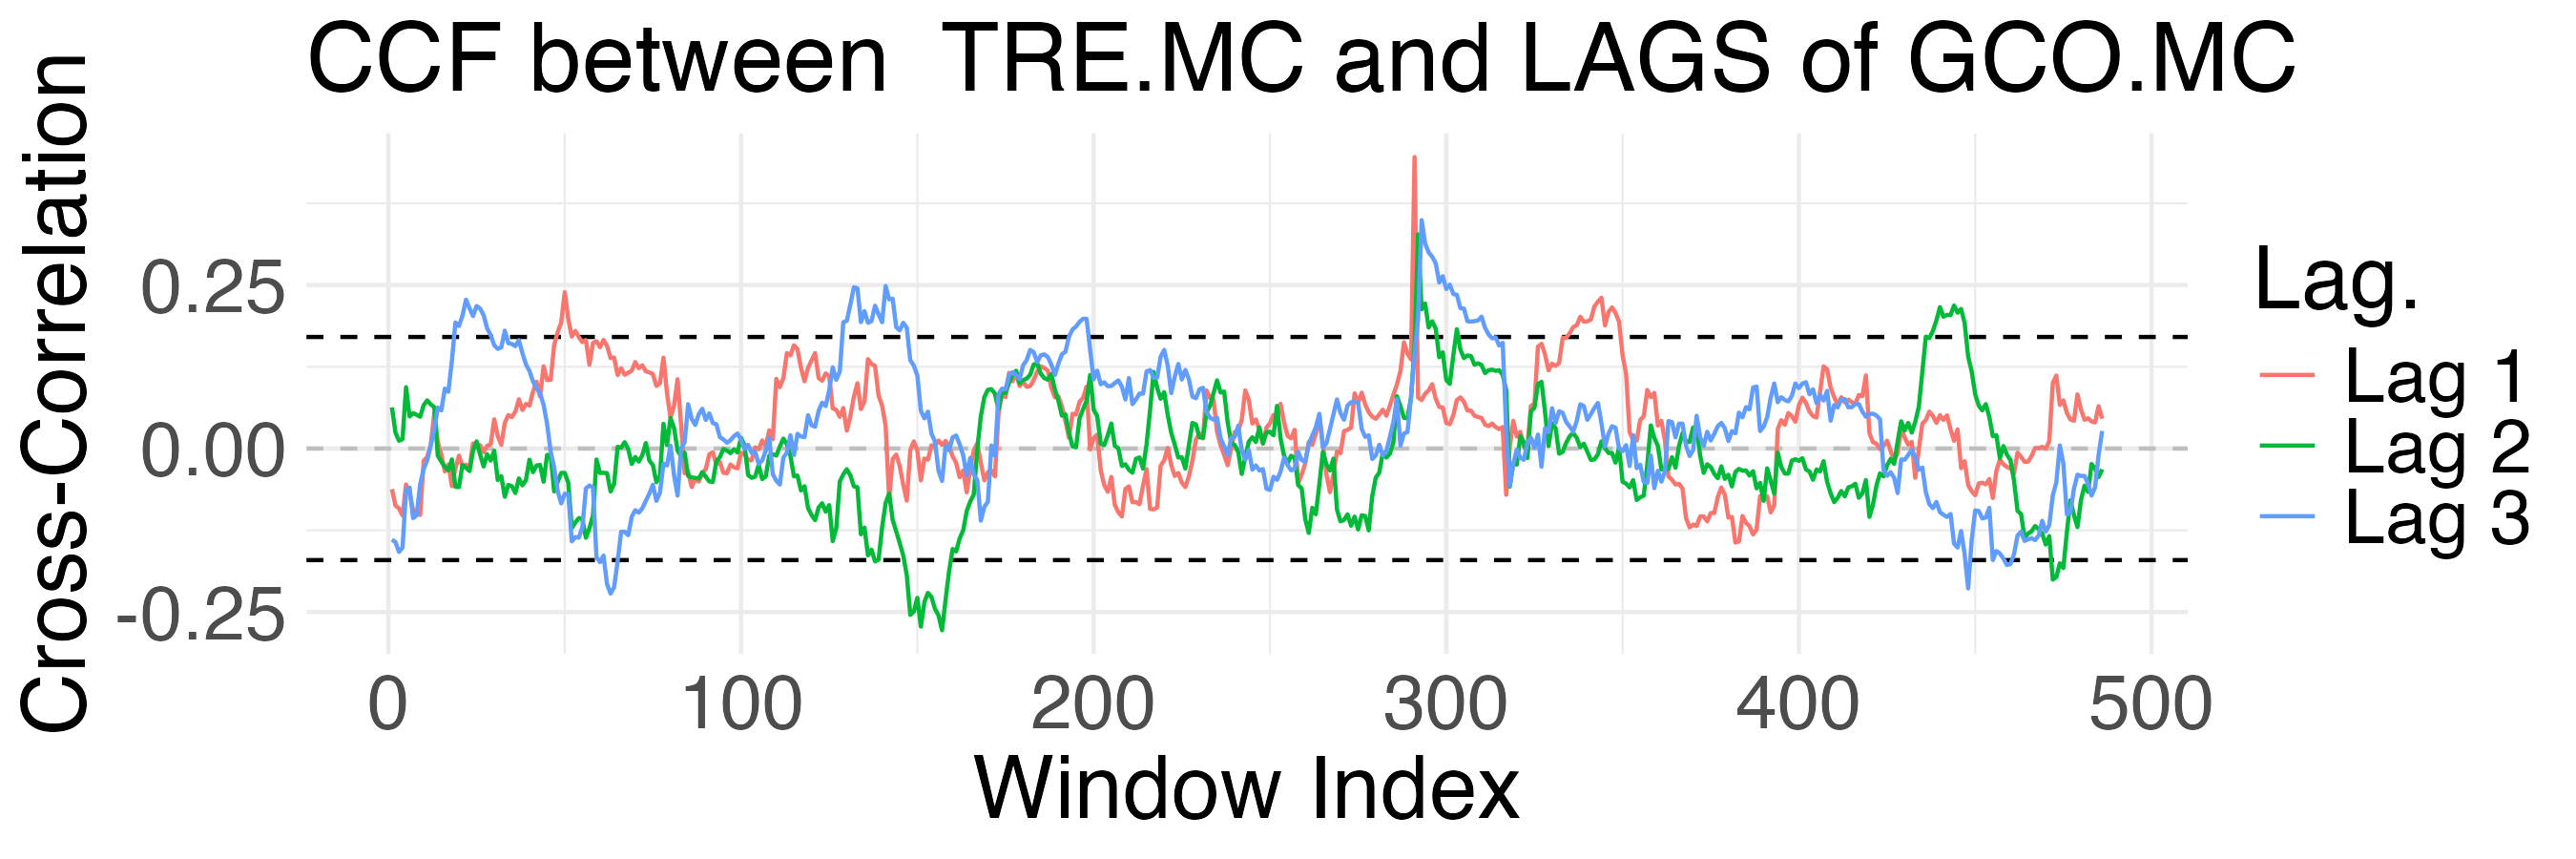 CCF between  TRE.MC and LAGS of GCO.MC
Cross-Correlation
0.25
0.00
-0.25
0 100 200 300 400 500
Window Index
Lag.
Lag 1
Lag 2
Lag 3